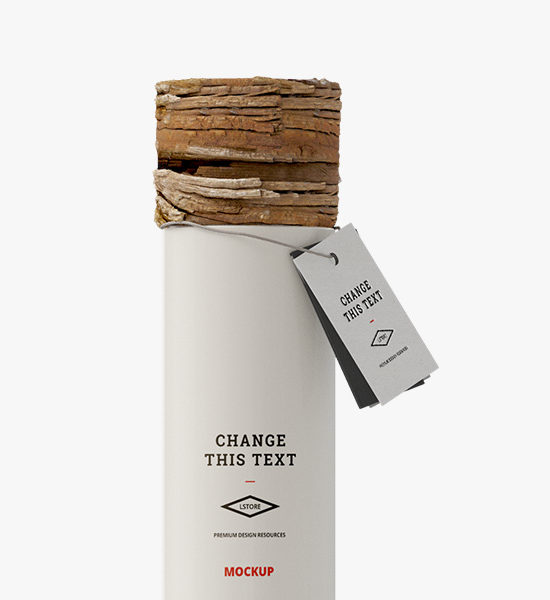 CHANGE
THIS TEXT
LSTORE
PREMIUM DESIGN RESOURCES
MOCKUP
CHANGE
THIS TEXT